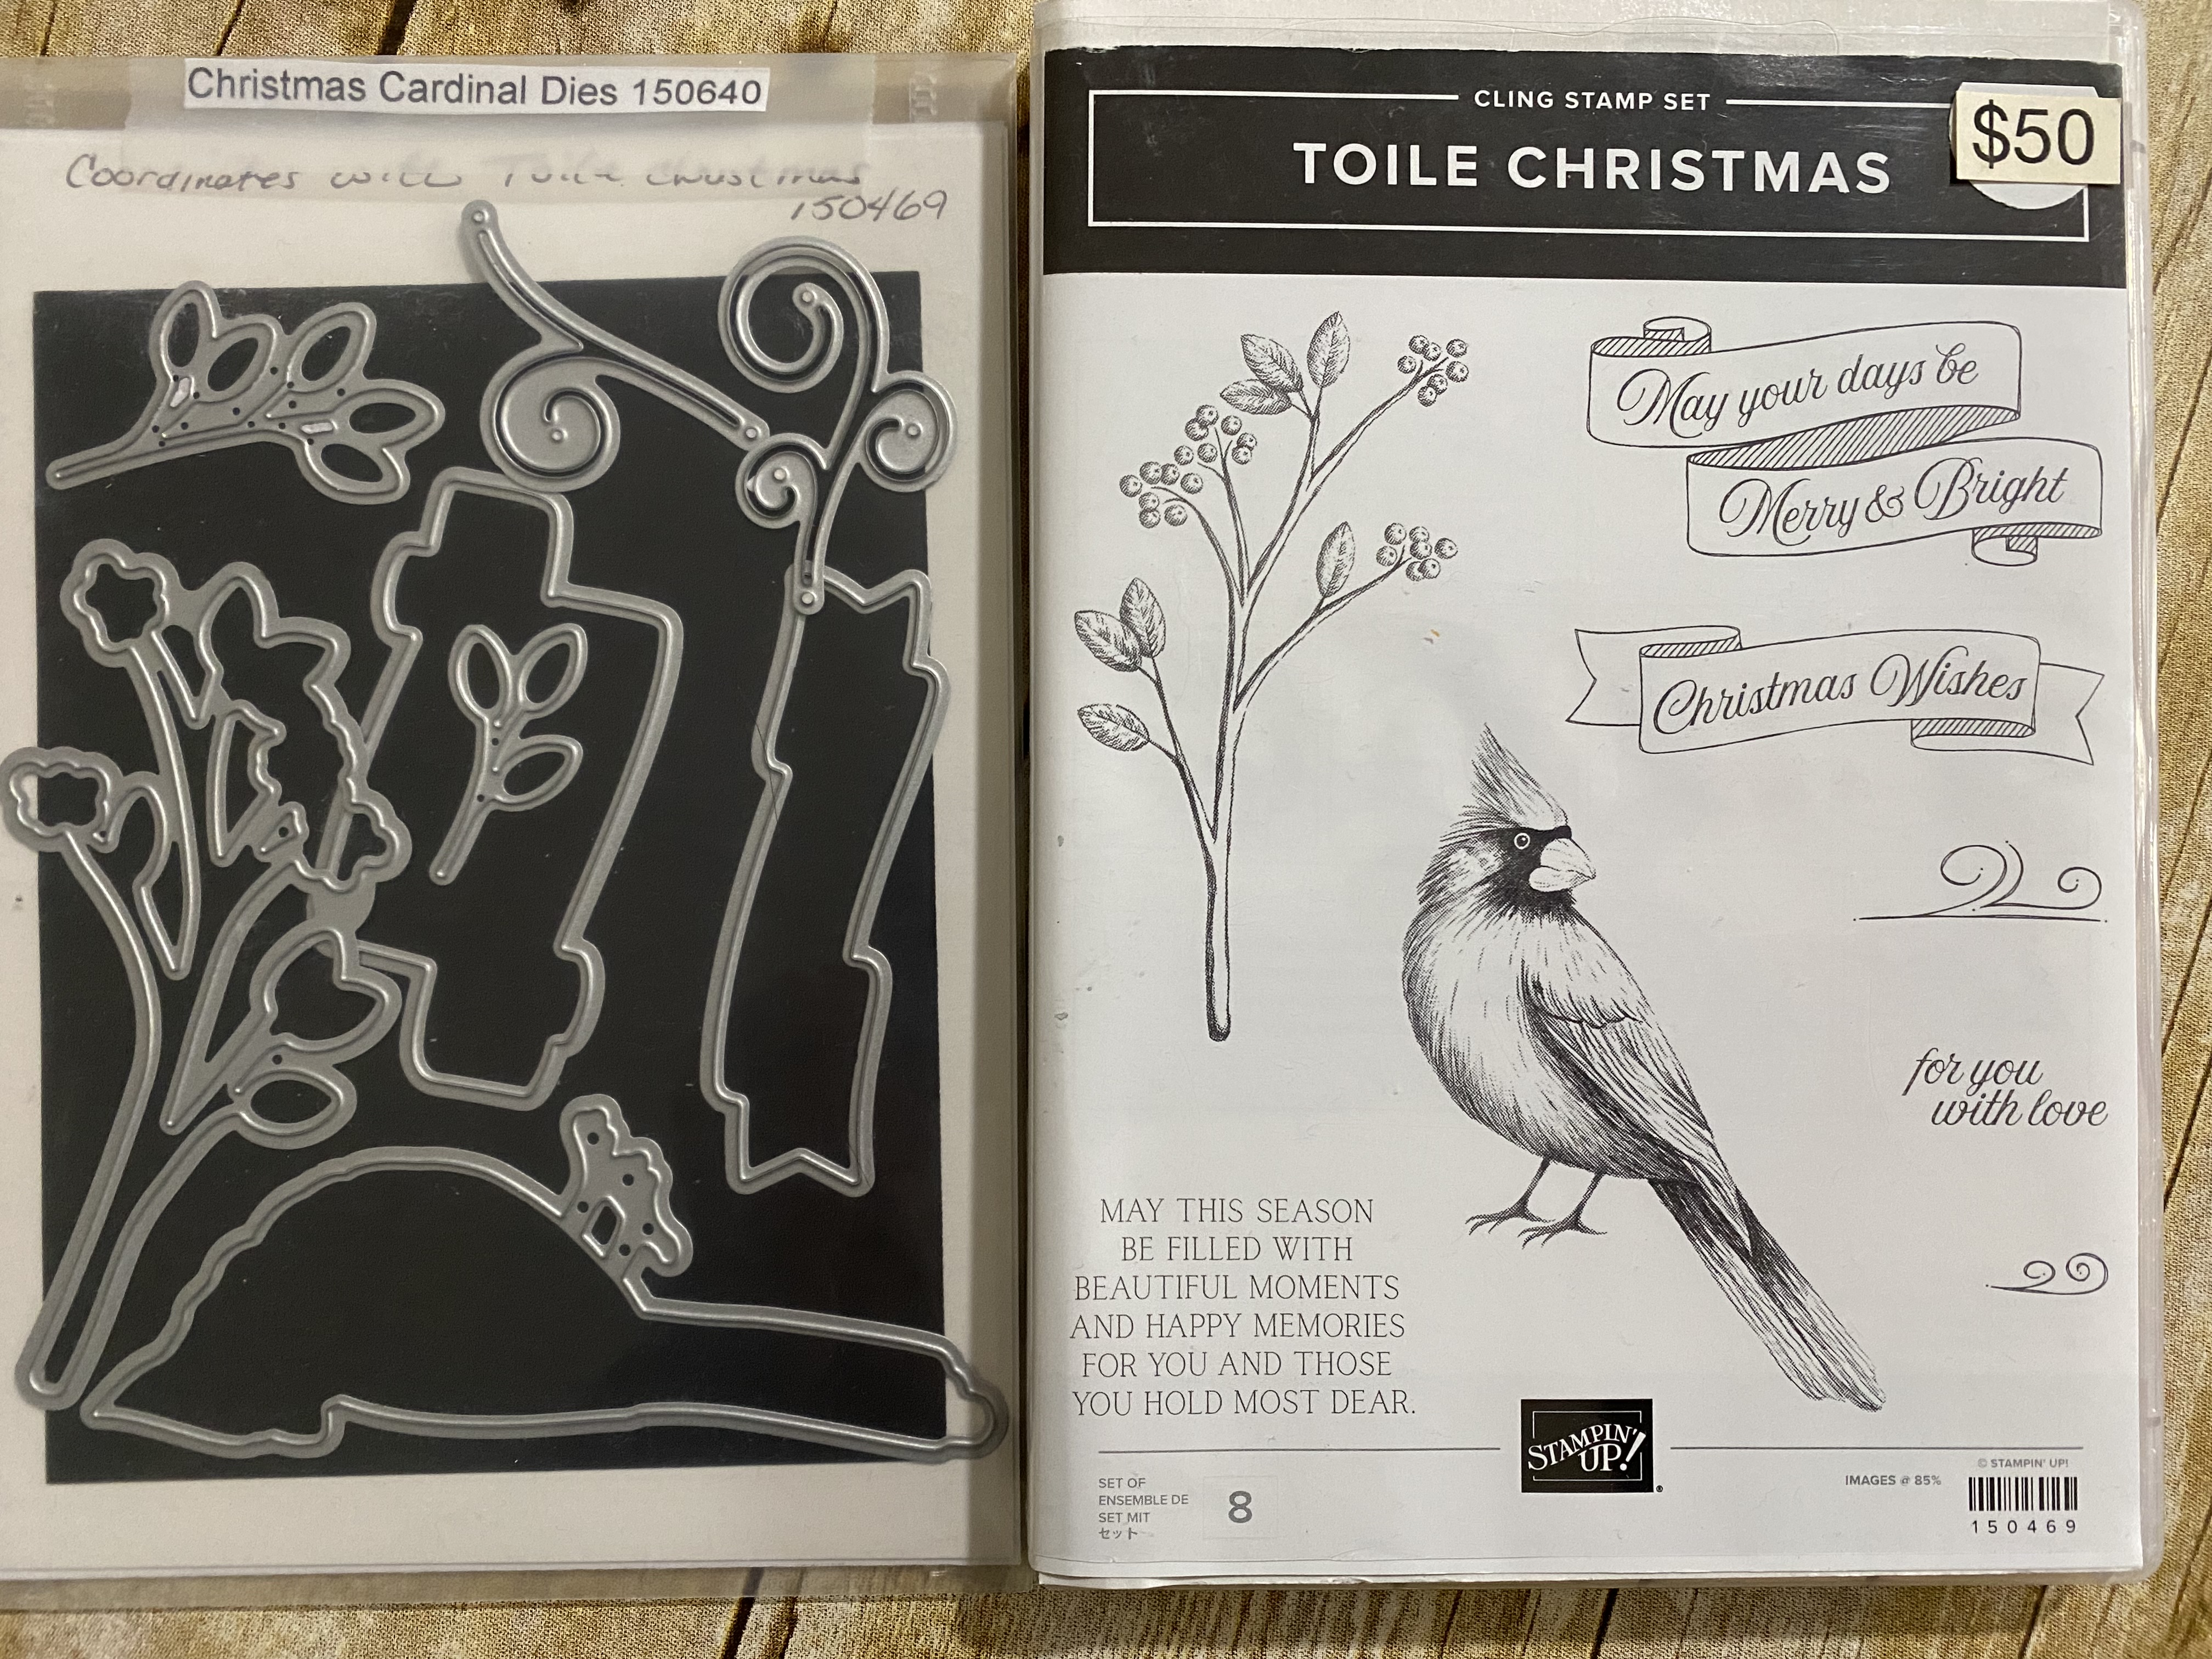 Christmas Cardinal Dies 150640
Coordinates with Toile Christmas
150469
CLING STAMP SET
TOILE CHRISTMAS
$50
May your days be
Merry & Bright
Christmas Wishes
for you
with love
MAY THIS SEASON
BE FILLED WITH
BEAUTIFUL MOMENTS
AND HAPPY MEMORIES
FOR YOU AND THOSE
YOU HOLD MOST DEAR.
STAMPIN'
UP!
®
SET OF
ENSEMBLE DE
SET MIT
セット
8
IMAGES @ 85%
© STAMPIN' UP!
150469